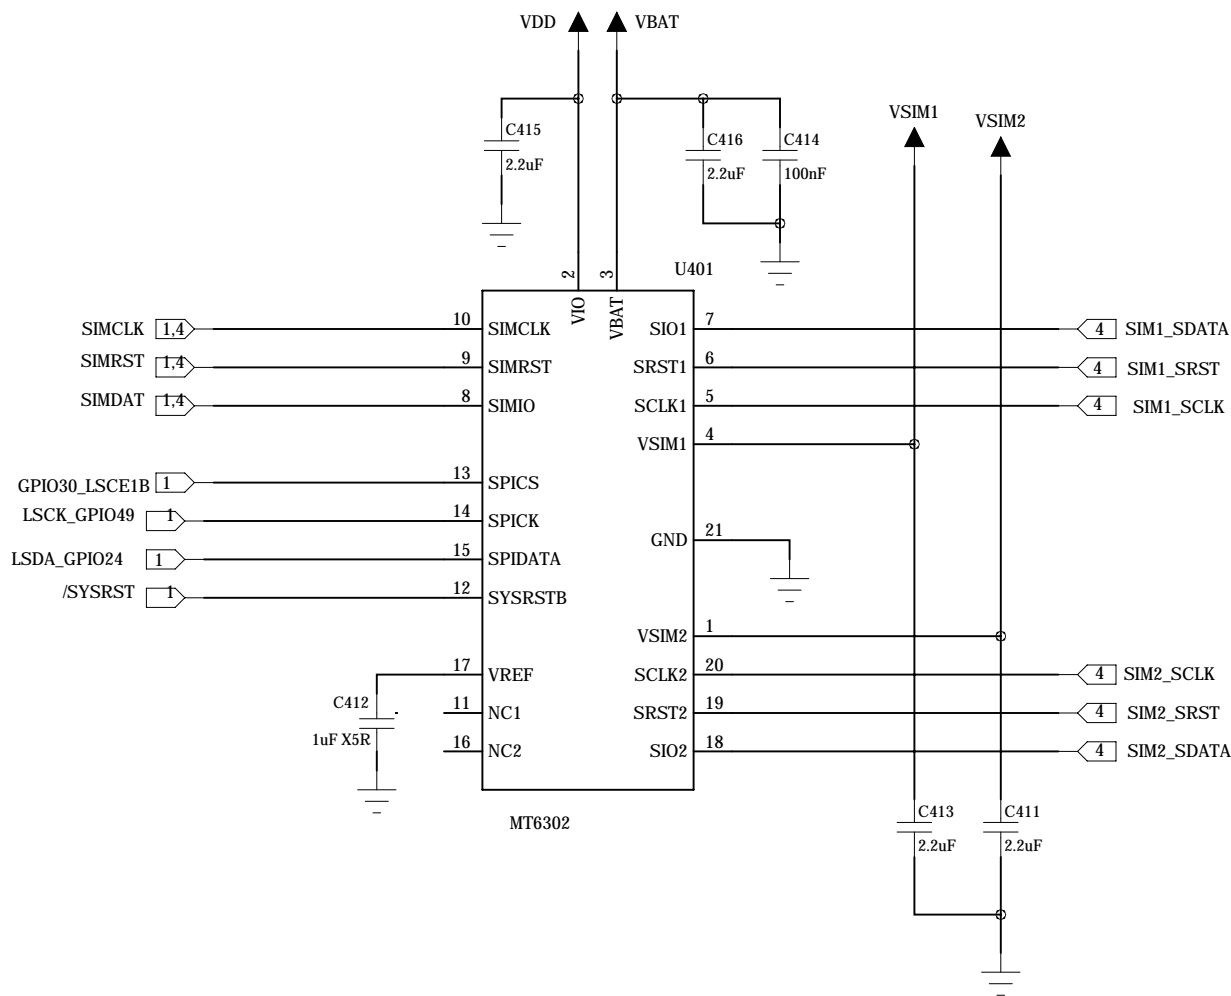 VDD
VBAT
VSIM1
VSIM2
C415
2.2uF
C416
2.2uF
C414
100nF
U401
2
3
VIO
VBAT
SIMCLK 1,4
10
SIMCLK
SIO1
7
4 SIM1_SDATA
SIMRST 1,4
9
SIMRST
SRST1
6
4 SIM1_SRST
SIMDAT 1,4
8
SIMIO
SCLK1
5
4 SIM1_SCLK
VSIM1
4
GPIO30_LSCE1B 1
13
SPICS
LSCK_GPIO49 1
14
SPICK
GND
21
LSDA_GPIO24 1
15
SPIDATA
/SYSRST 1
12
SYSRSTB
VSIM2
1
17
VREF
SCLK2
20
4 SIM2_SCLK
C412
1uF X5R
11
NC1
SRST2
19
4 SIM2_SRST
16
NC2
SIO2
18
4 SIM2_SDATA
MT6302
C413
2.2uF
C411
2.2uF